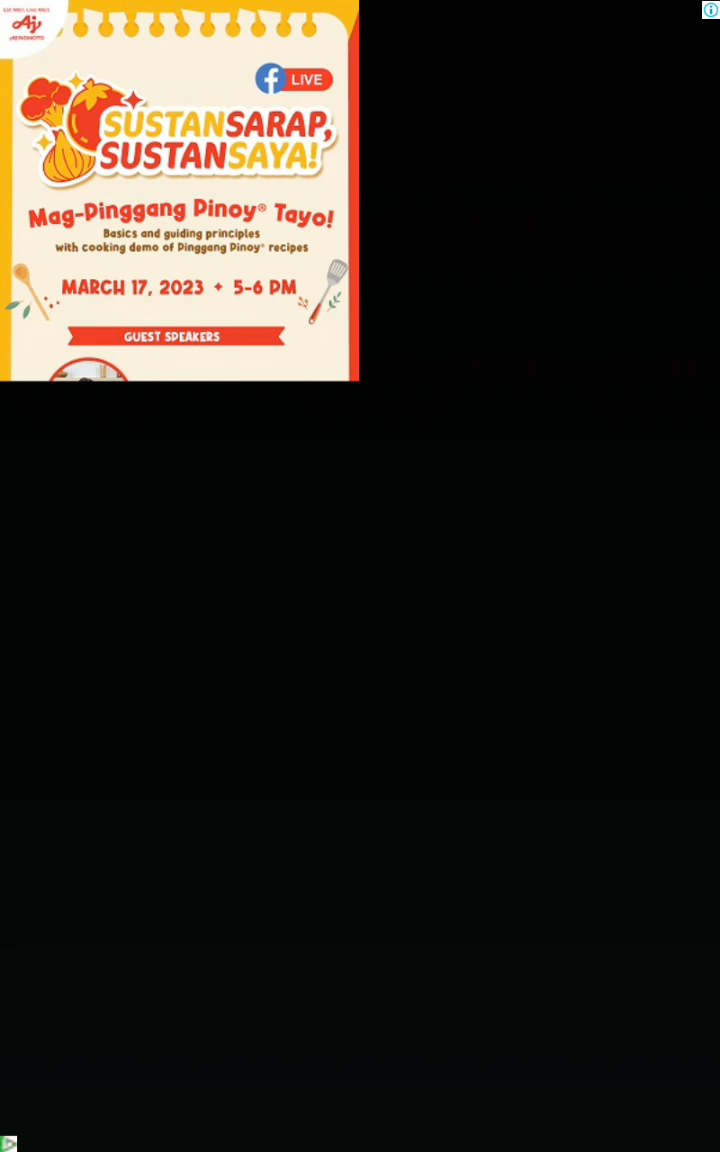 EAT WELL, LIVE WELL.
Aj
AJINOMOTO
f LIVE
SUSTANSARAP,
SUSTANSAYA!
Mag-Pinggang Pinoy® Tayo!
Basics and guiding principles
with cooking demo of Pinggang Pinoy® recipes
MARCH 17, 2023 + 5-6 PM
GUEST SPEAKERS